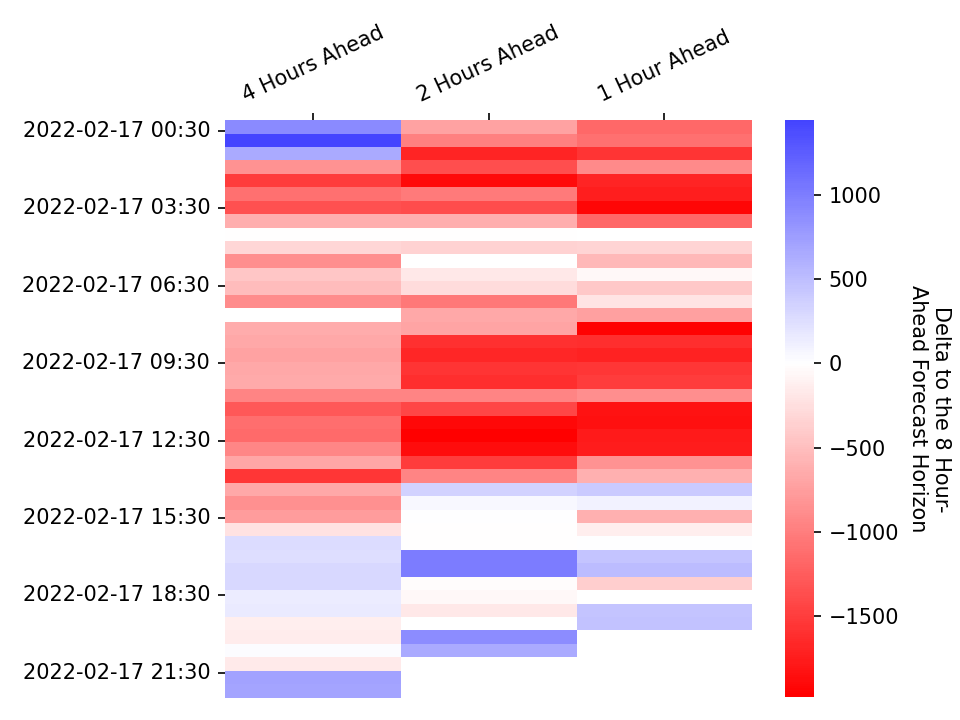 4 Hours Ahead
2 Hours Ahead
1 Hour Ahead
2022-02-17 00:30
2022-02-17 03:30
2022-02-17 06:30
2022-02-17 09:30
2022-02-17 12:30
2022-02-17 15:30
2022-02-17 18:30
2022-02-17 21:30
1000
500
0
−500
−1000
−1500
Delta to the 8 Hour-
Ahead Forecast Horizon